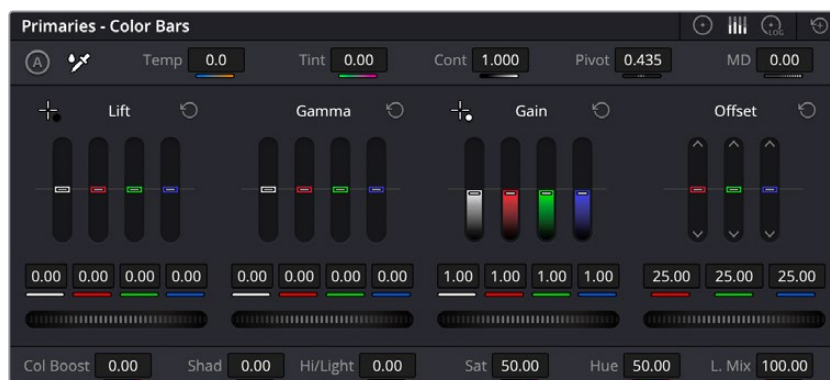 Primaries - Color Bars
LOG
A Temp 0.0 Tint 0.00 Cont 1.000 Pivot 0.435 MD 0.00
Lift Gamma Gain Offset
0.00 0.00 0.00 0.00 0.00 0.00 0.00 0.00 1.00 1.00 1.00 1.00 25.00 25.00 25.00
Col Boost 0.00 Shad 0.00 Hi/Light 0.00 Sat 50.00 Hue 50.00 L. Mix 100.00